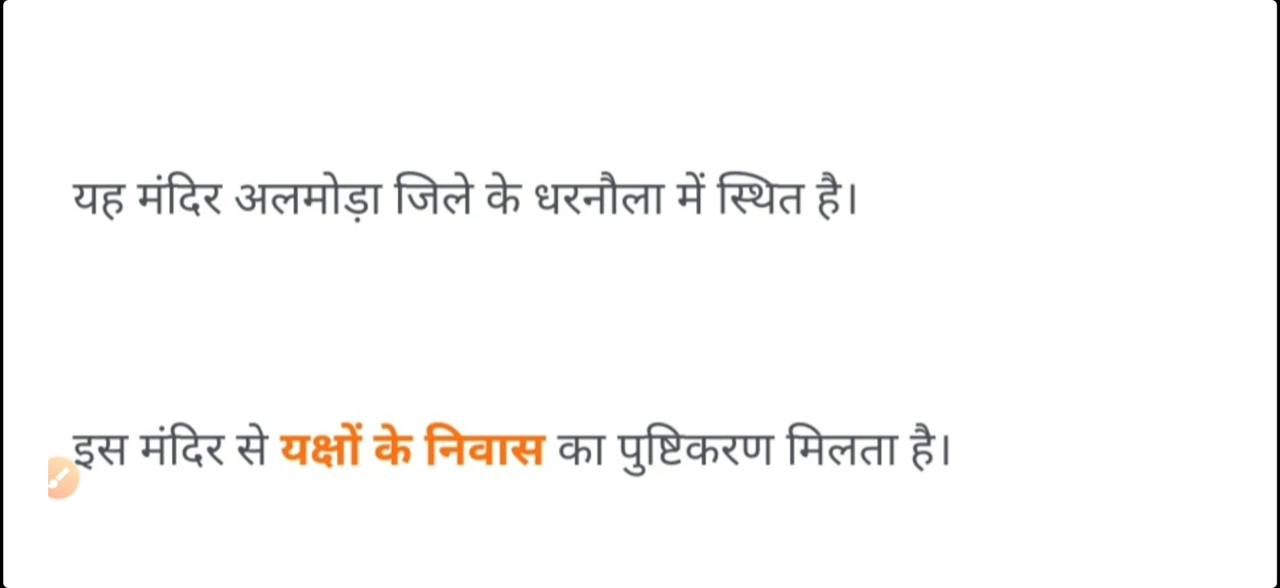 यह मंदिर अलमोड़ा जिले के धरनौला में स्थित है।
इस मंदिर से यक्षों के निवास का पुष्टिकरण मिलता है।